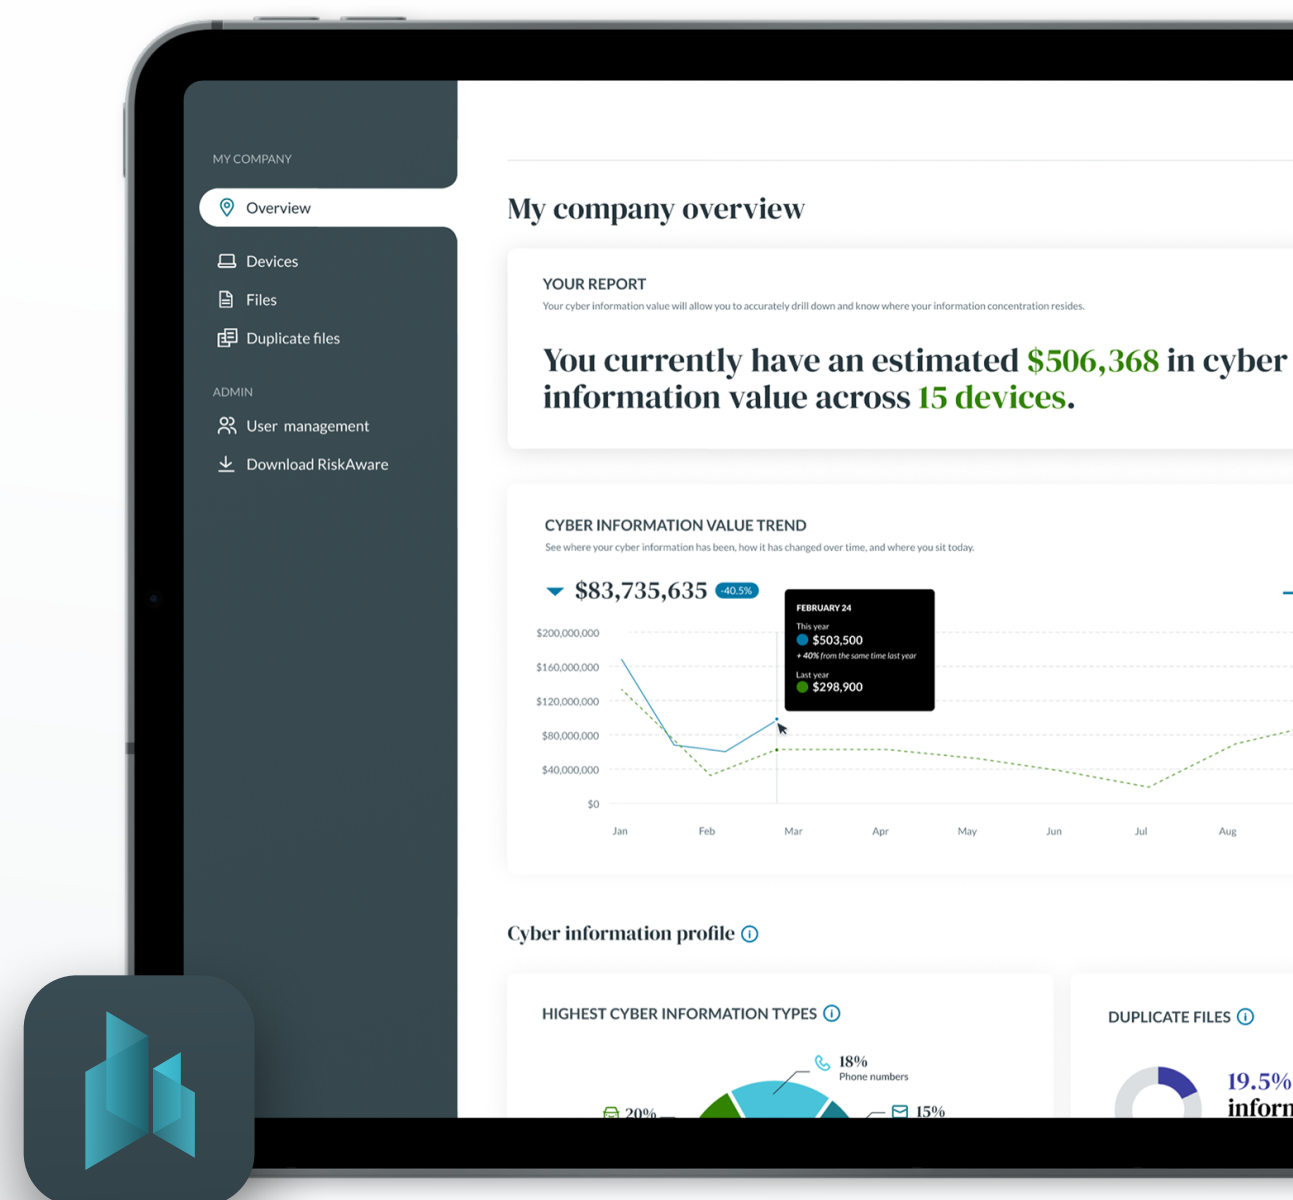 MY COMPANY
Overview
Devices
Files
Duplicate files
ADMIN
User management
Download RiskAware
My company overview
YOUR REPORT
Your cyber information value will allow you to accurately drill down and know where your information concentration resides.
You currently have an estimated $506,368 in cyber
information value across 15 devices.
CYBER INFORMATION VALUE TREND
See where your cyber information has been, how it has changed over time, and where you sit today.
$83,735,635 -40.5%
FEBRUARY 24
This year
$503,500
+ 40% from the same time last year
Last year
$298,900
$200,000,000
$160,000,000
$120,000,000
$80,000,000
$40,000,000
$0
Jan Feb Mar Apr May Jun Jul Aug
Cyber information profile
HIGHEST CYBER INFORMATION TYPES
18%
Phone numbers
20%
15%
DUPLICATE FILES
19.5%